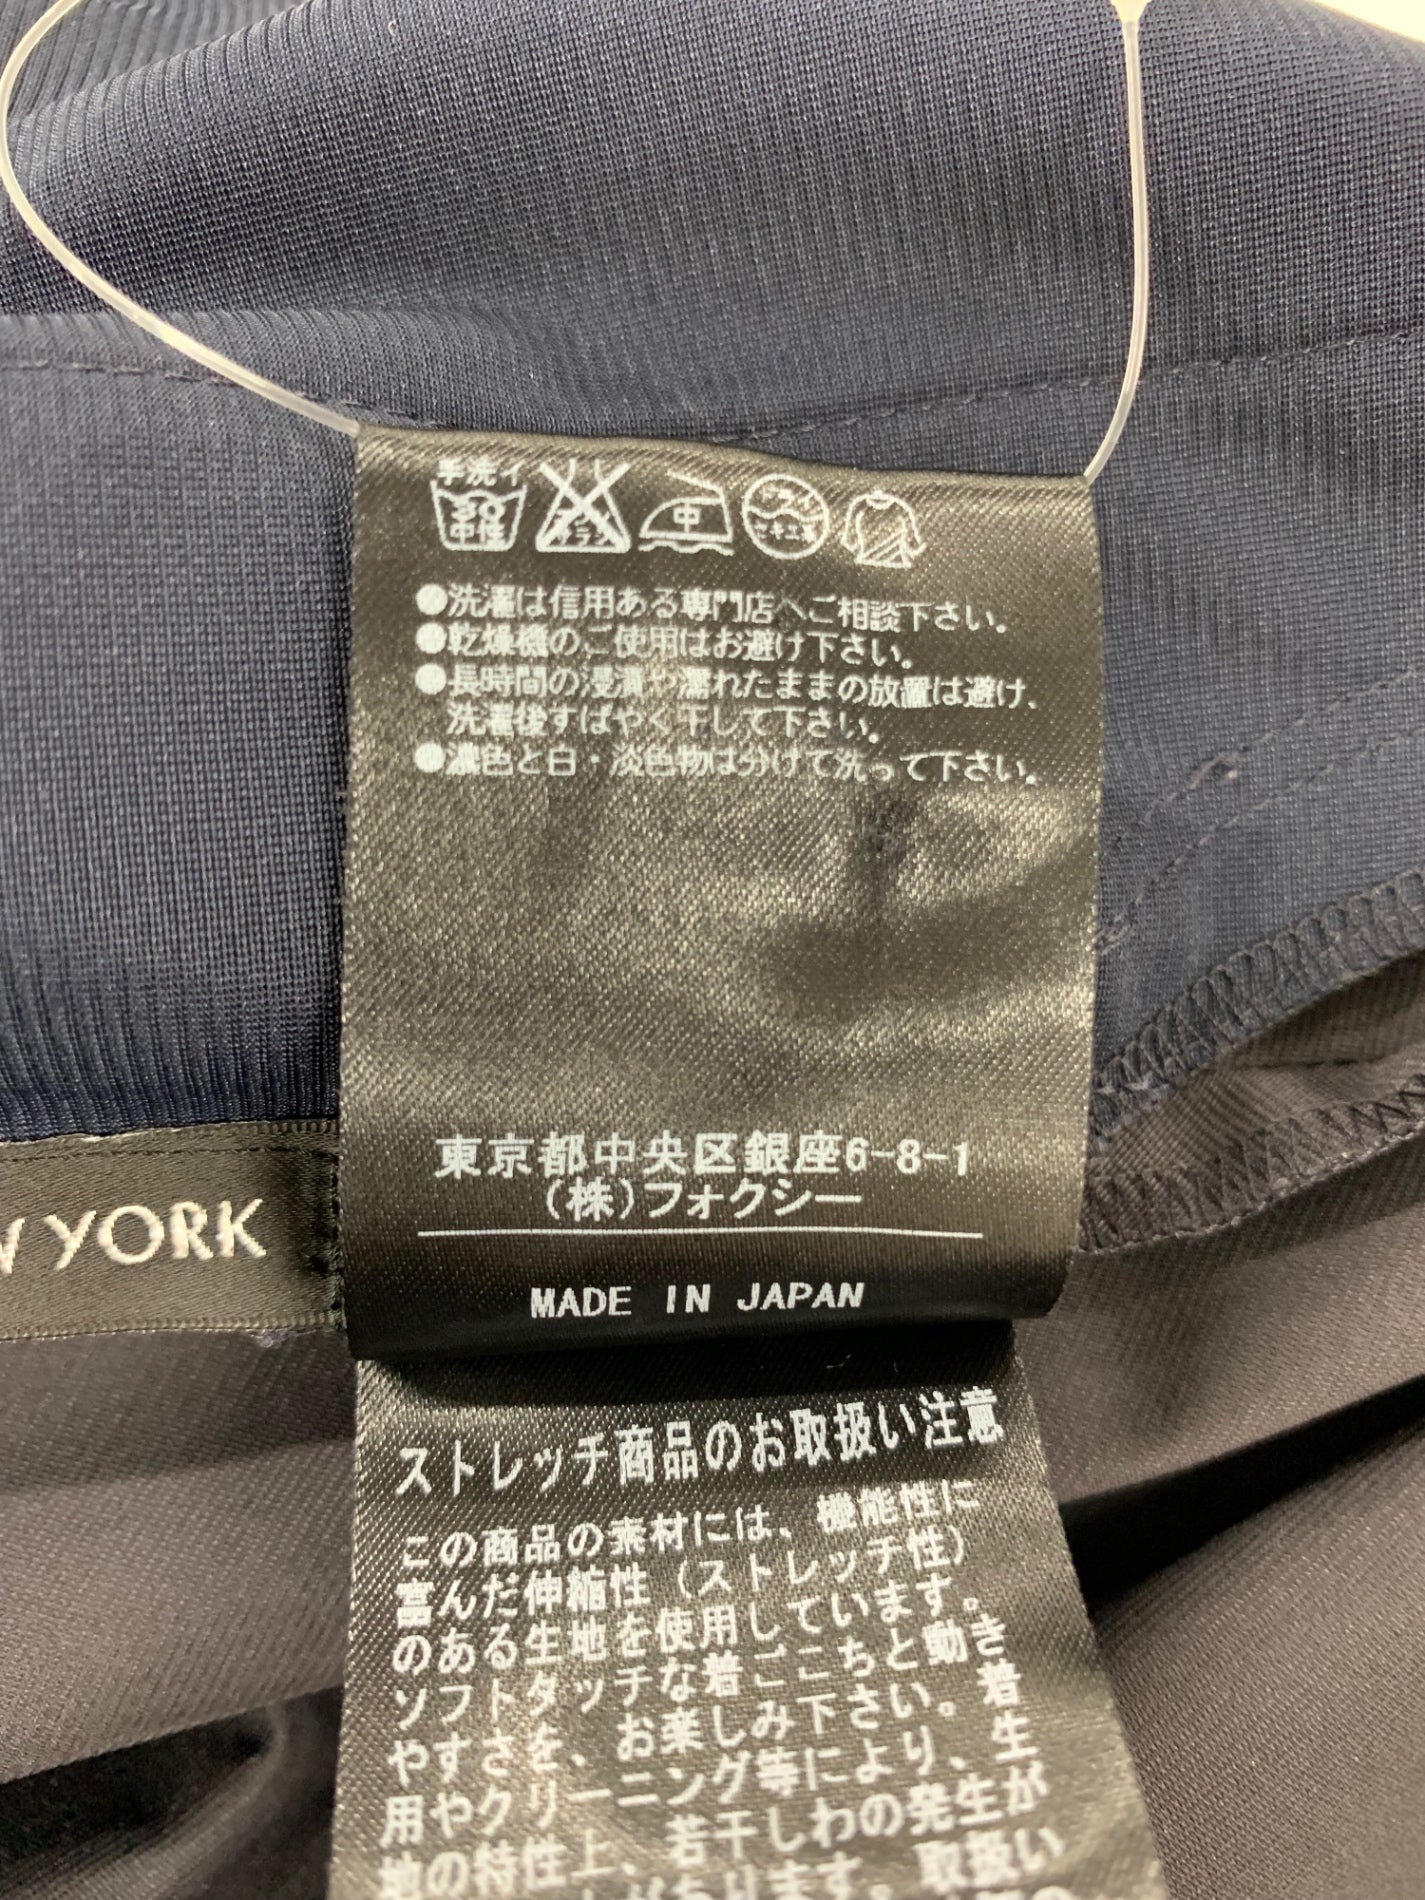 手洗イ
30
中性
中
●洗濯は信用ある専門店へご相談下さい。
●乾燥機のご使用はお避け下さい。
●長時間の浸漬や濡れたままの放置は避け、
洗濯後すばやく干して下さい。
●濃色と白・淡色物は分けて洗って下さい。
東京都中央区銀座6-8-1
(株)フォクシー
MADE IN JAPAN
YORK
ストレッチ商品のお取扱い注意
この商品の素材には、機能性に
富んだ伸縮性(ストレッチ性)
のある生地を使用しています。
ソフトタッチな着ごこちと動き
やすさを、お楽しみ下さい。着
用やクリーニング等により、生
地の特性上、若干しわの発生が
あります。取扱い